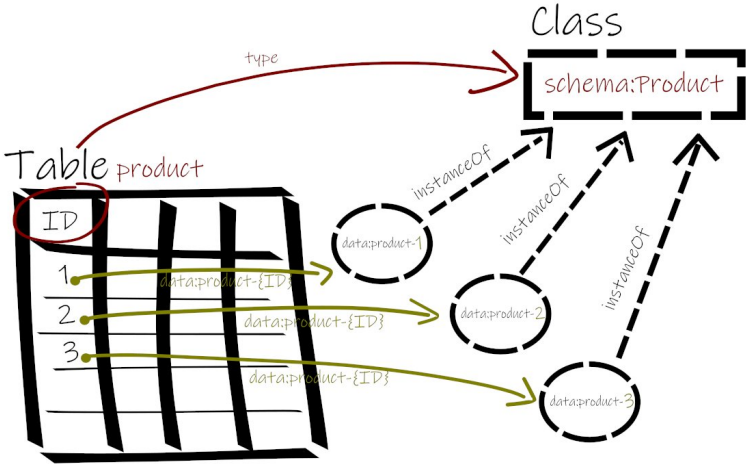 Class
type
schema:Product
Table product
instanceOf
instanceOf
instanceOf
ID
data:product-1
1
data:product-{ID}
2
data:product-{ID}
data:product-2
3
data:product-{ID}
data:product-3